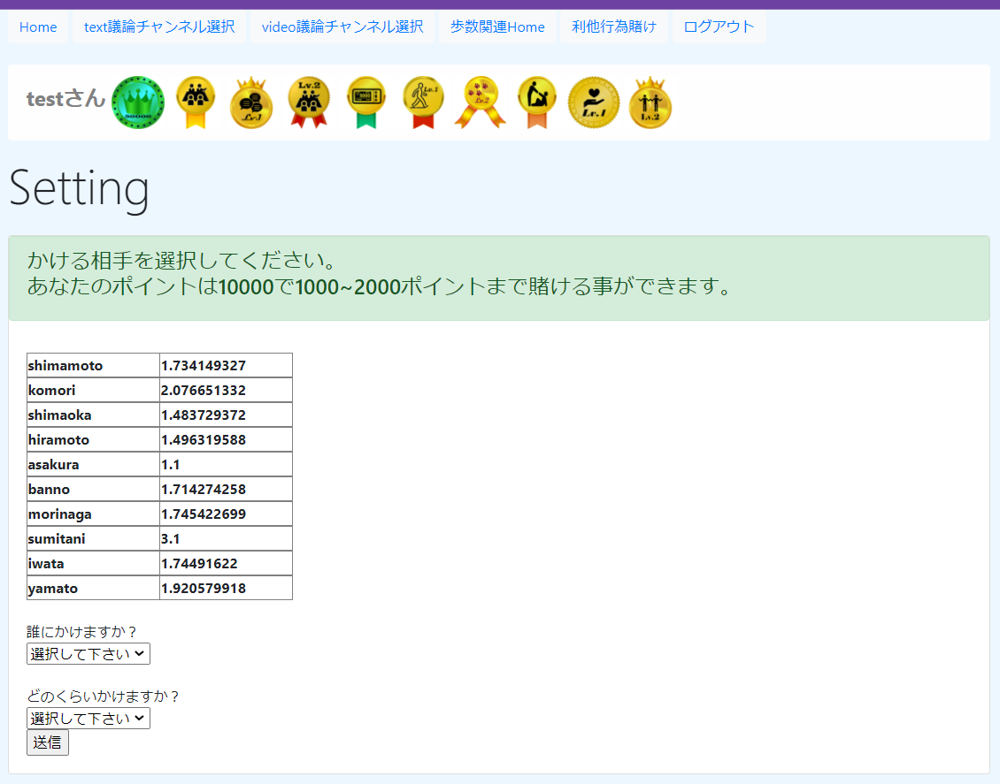 Home text議論チャンネル選択 video議論チャンネル選択 歩数関連Home 利他行為賭け ログアウト
testさん
50000
Lv.1
Lv.2
Lv.1
Lv.2
Lv.1
Lv.2
Setting
かける相手を選択してください。
あなたのポイントは10000で1000~2000ポイントまで賭ける事ができます。
shimamoto 1.734149327
komori 2.076651332
shimaoka 1.483729372
hiramoto 1.496319588
asakura 1.1
banno 1.714274258
morinaga 1.745422699
sumitani 3.1
iwata 1.74491622
yamato 1.920579918
誰にかけますか？
選択して下さい
どのくらいかけますか？
選択して下さい
送信